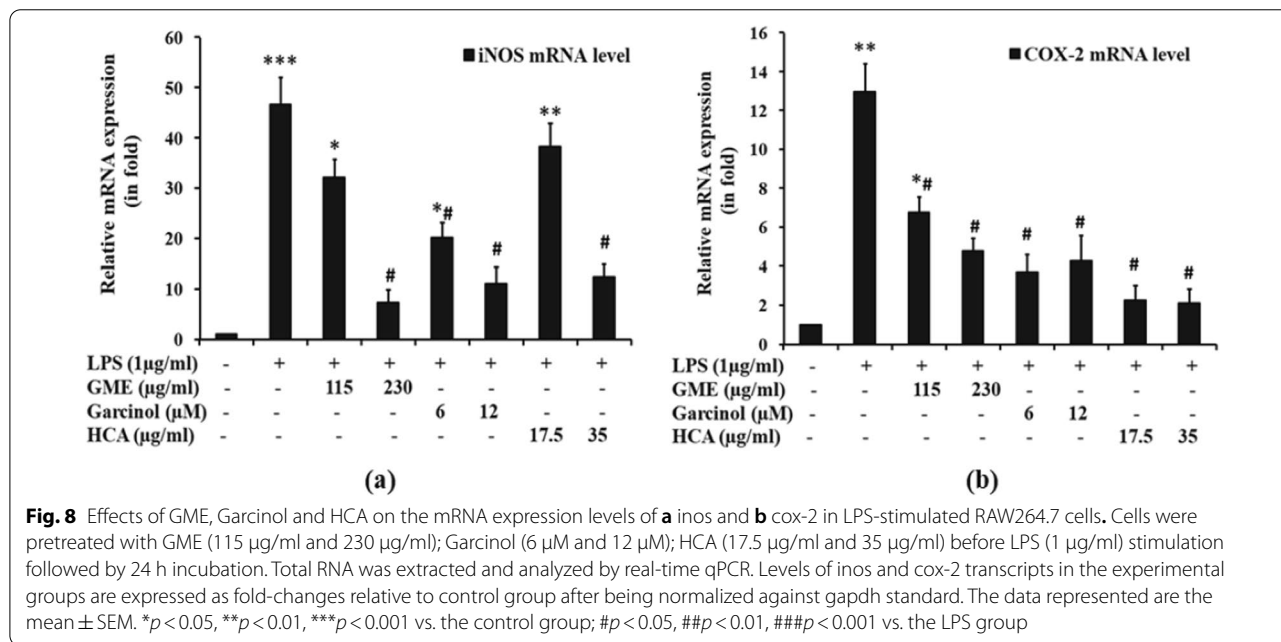 iNOS mRNA level
Relative mRNA expression
(in fold)
60
50
40
30
20
10
0
***
*
#
*#
#
**
#
LPS (1µg/ml) - + + + + + + +
GME (µg/ml) - - 115 230 - - - -
Garcinol (µM) - - - - 6 12 - -
HCA (µg/ml) - - - - - - 17.5 35
(a)
COX-2 mRNA level
Relative mRNA expression
(in fold)
16
14
12
10
8
6
4
2
0
**
*#
#
#
#
#
#
LPS (1µg/ml) - + + + + + + +
GME (µg/ml) - - 115 230 - - - -
Garcinol (µM) - - - - 6 12 - -
HCA (µg/ml) - - - - - - 17.5 35
(b)
Fig. 8 Effects of GME, Garcinol and HCA on the mRNA expression levels of a inos and b cox-2 in LPS-stimulated RAW264.7 cells. Cells were
pretreated with GME (115 µg/ml and 230 µg/ml); Garcinol (6 µM and 12 µM); HCA (17.5 µg/ml and 35 µg/ml) before LPS (1 µg/ml) stimulation
followed by 24 h incubation. Total RNA was extracted and analyzed by real-time qPCR. Levels of inos and cox-2 transcripts in the experimental
groups are expressed as fold-changes relative to control group after being normalized against gapdh standard. The data represented are the
mean ± SEM. *p < 0.05, **p < 0.01, ***p < 0.001 vs. the control group; #p < 0.05, ##p < 0.01, ###p < 0.001 vs. the LPS group